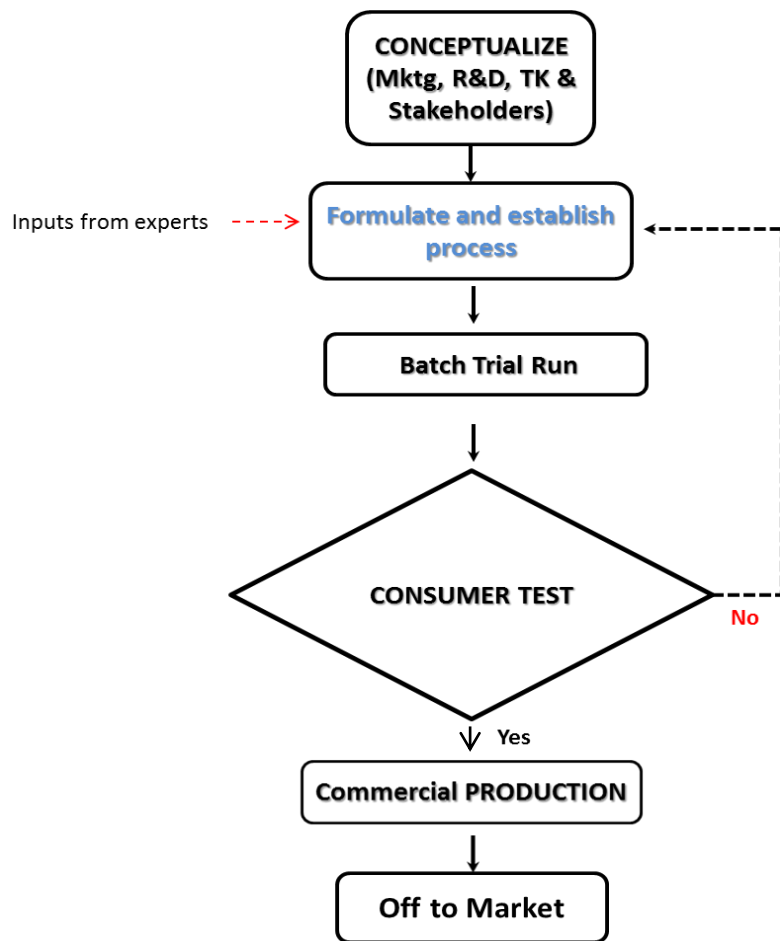 CONCEPTUALIZE
(Mktg, R&D, TK &
Stakeholders)
Inputs from experts
Formulate and establish
process
Batch Trial Run
CONSUMER TEST
No
Yes
Commercial PRODUCTION
Off to Market